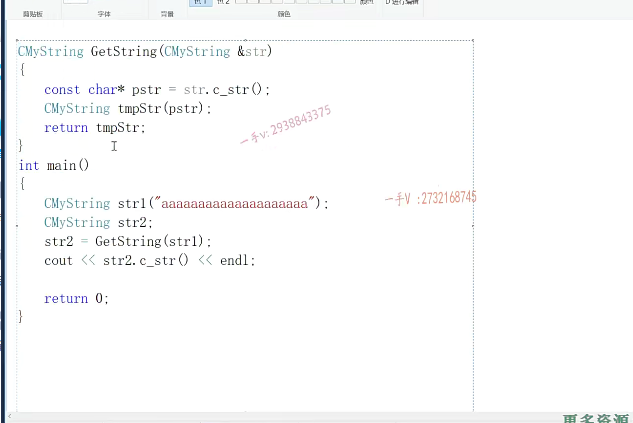 剪贴板 字体 背景 颜色
CMyString GetString(CMyString &str)
{
const char* pstr = str.c_str();
CMyString tmpStr(pstr);
return tmpStr;
}
一手v:2938843375
int main()
{
CMyString str1("aaaaaaaaaaaaaaaaaaaa");
一手V :2732168745
CMyString str2;
str2 = GetString(str1);
cout << str2.c_str() << endl;
return 0;
}
更多资源